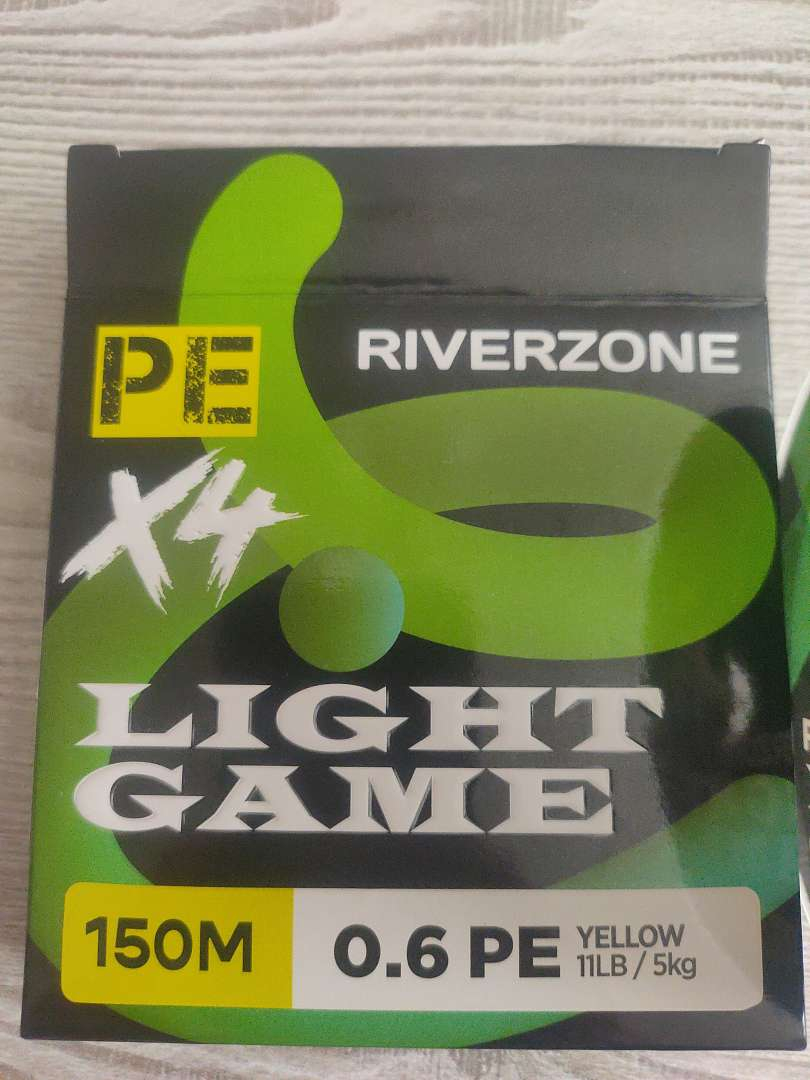 PE
RIVERZONE
X4
LIGHT
GAME
150M
0.6 PE
YELLOW
11LB / 5kg